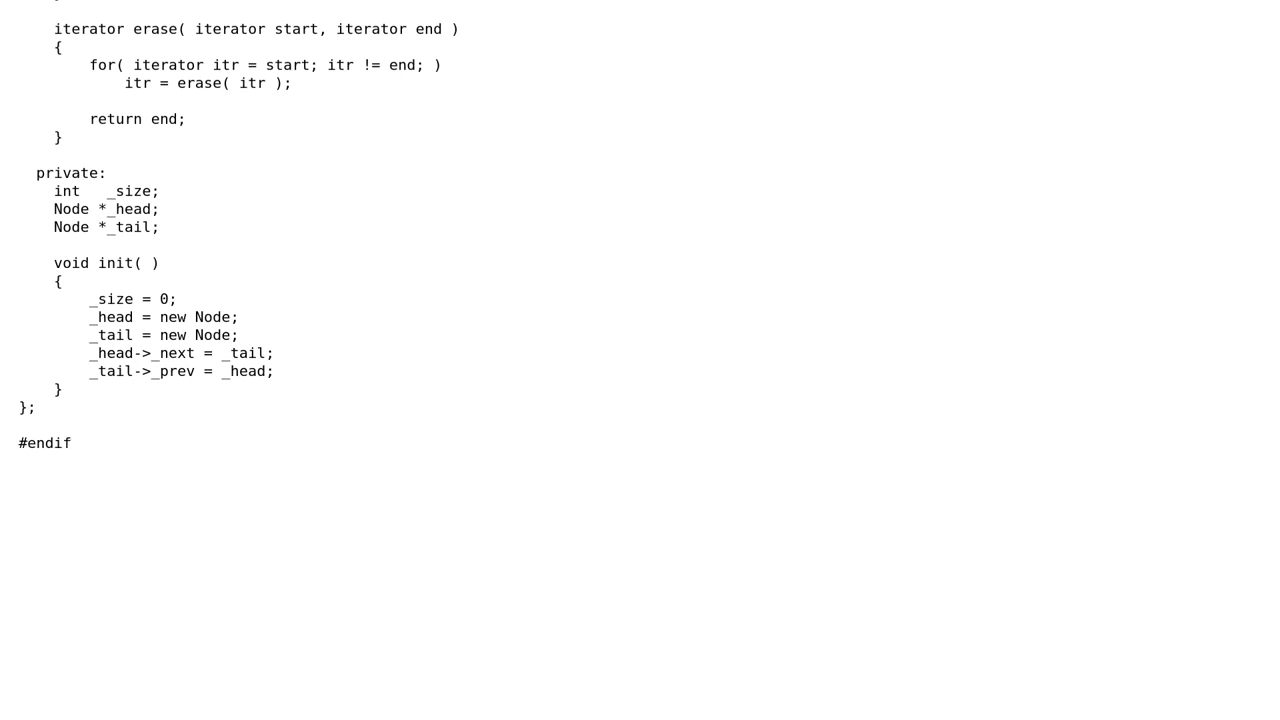 iterator erase( iterator start, iterator end )
    {
        for( iterator itr = start; itr != end; )
            itr = erase( itr );

        return end;
    }

  private:
    int   _size;
    Node *_head;
    Node *_tail;

    void init( )
    {
        _size = 0;
        _head = new Node;
        _tail = new Node;
        _head->_next = _tail;
        _tail->_prev = _head;
    }
};

#endif